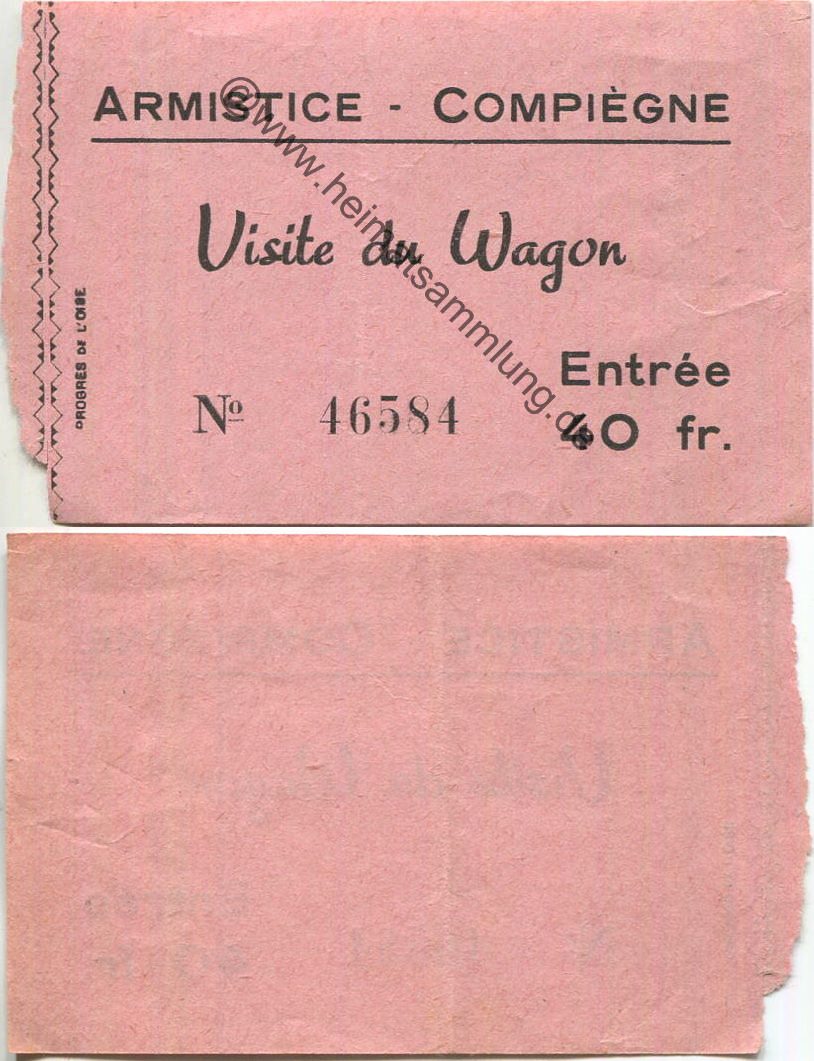 ARMISTICE - COMPIÈGNE
Visite du Wagon
PROGRÈS DE L'OISE
Nº 46584
Entrée
40 fr.
@www.heimatsammlung.de